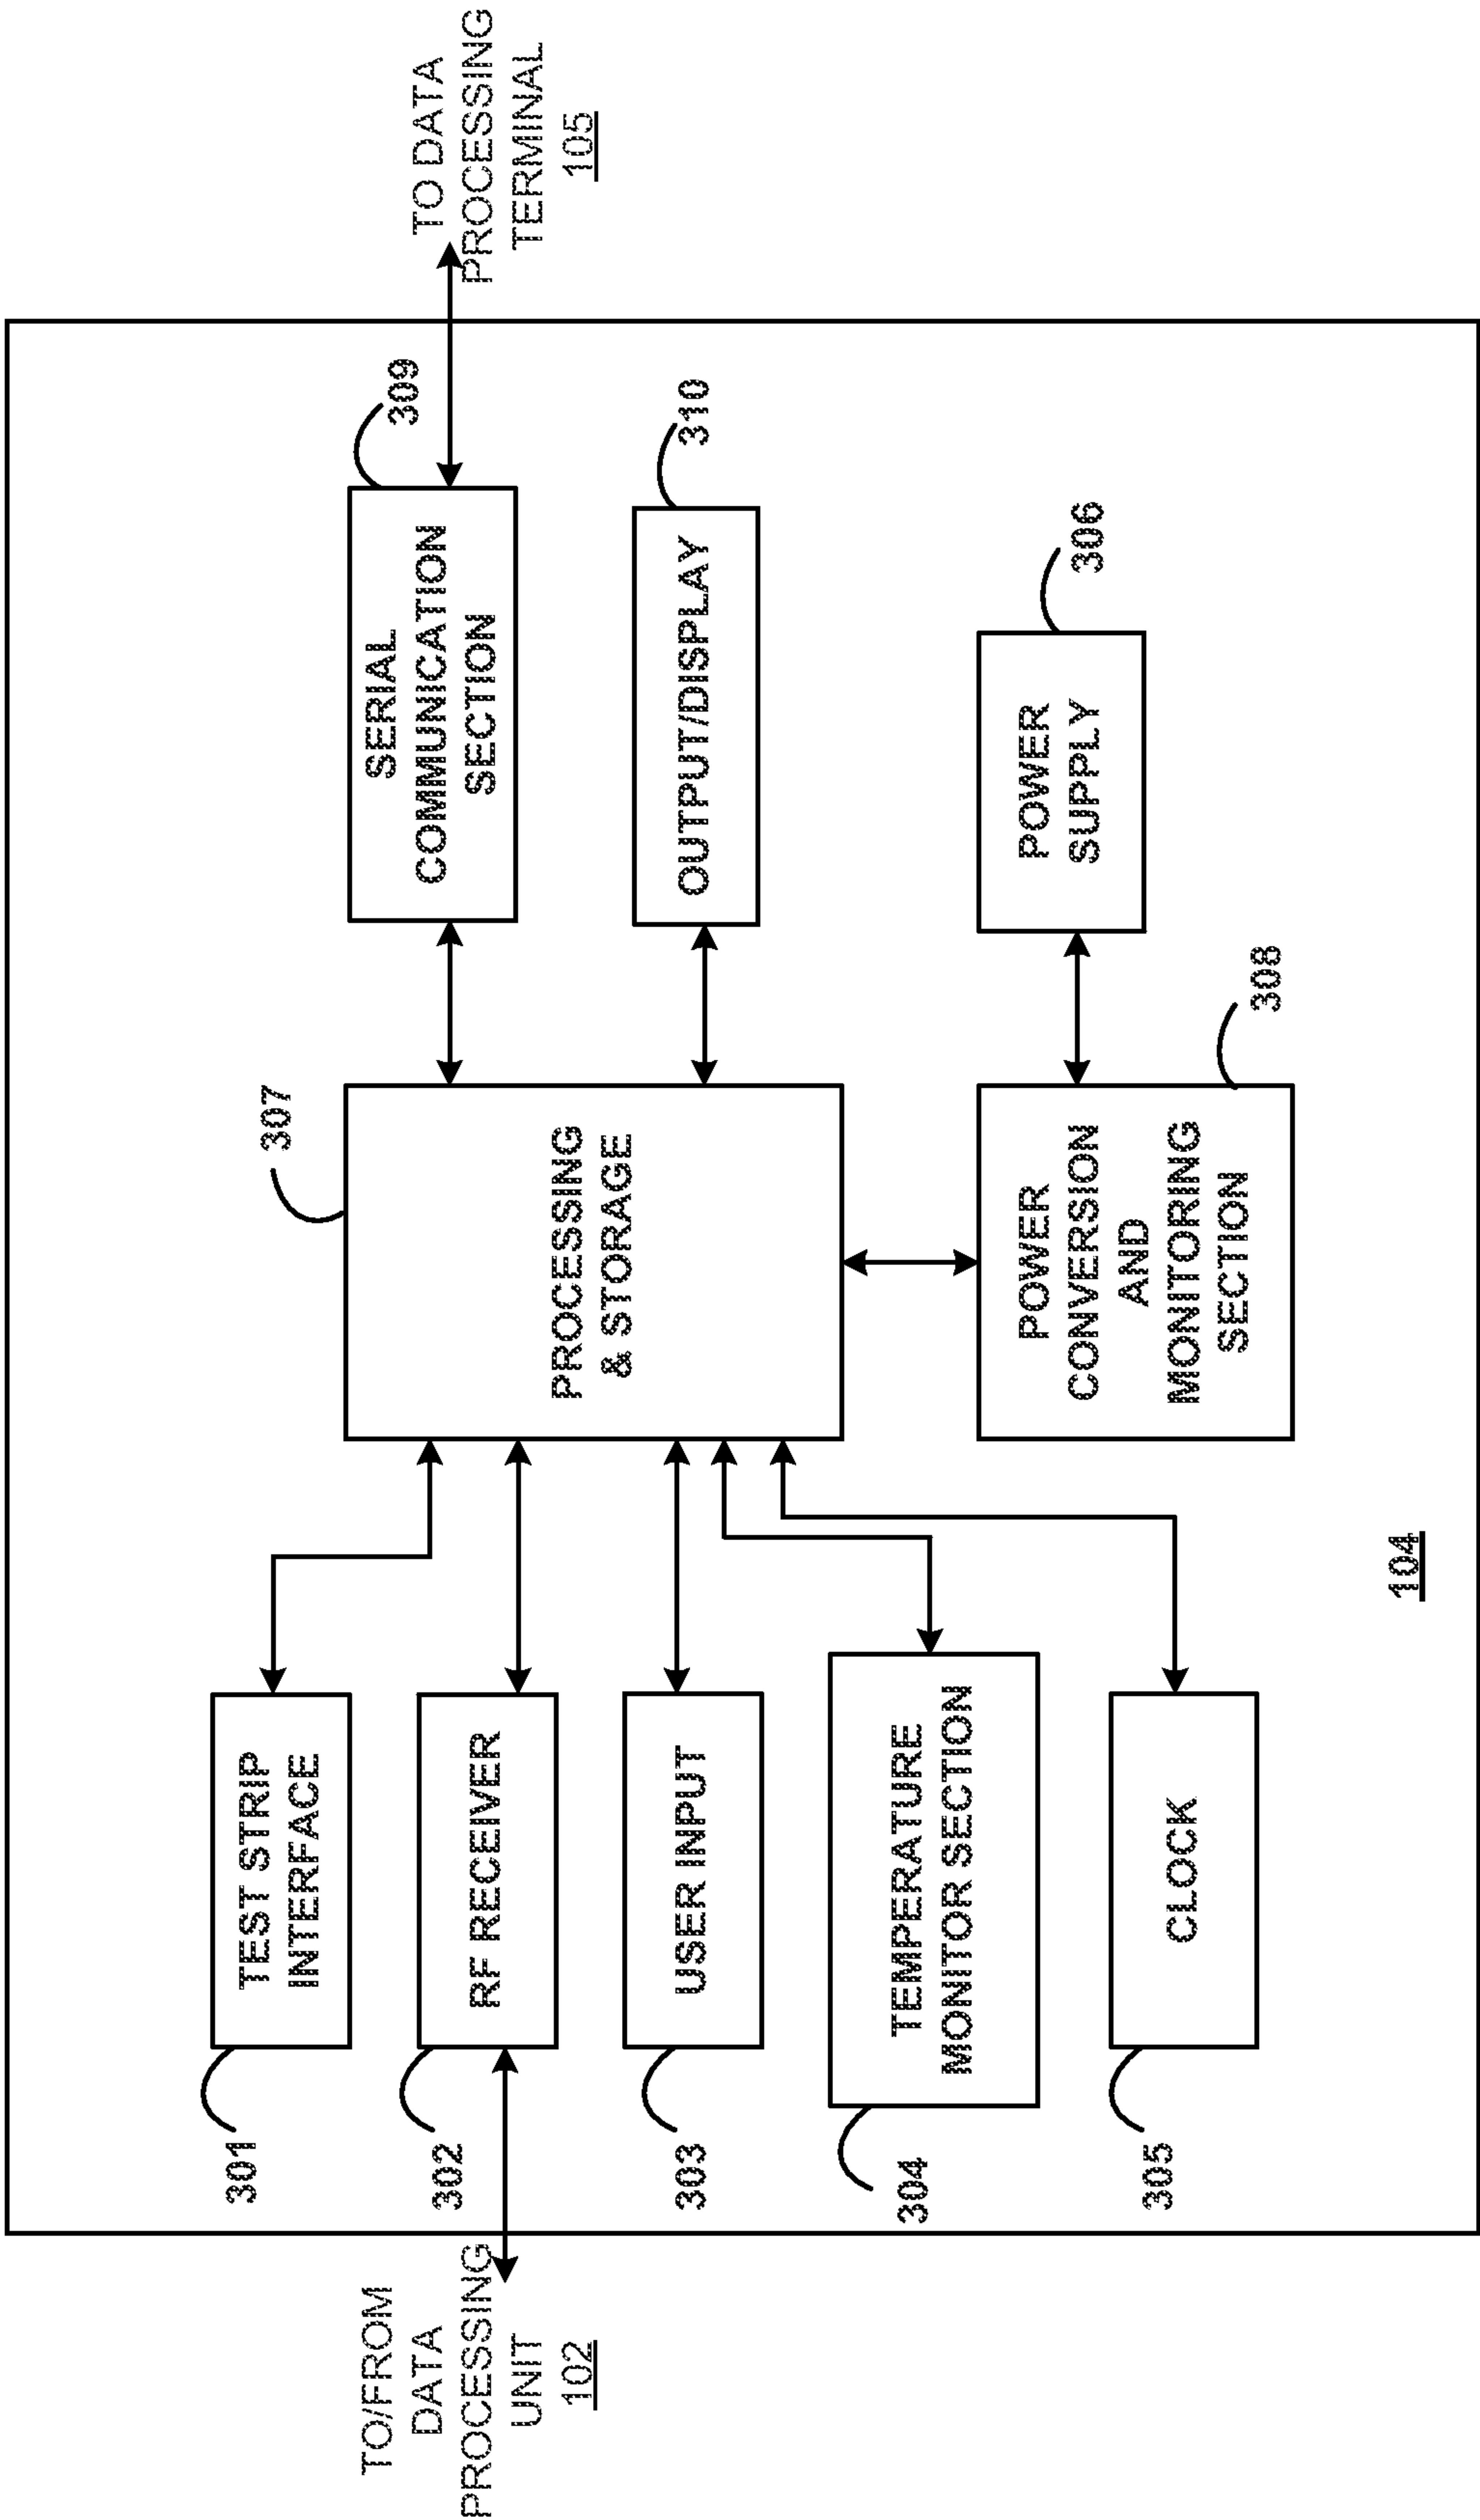 TO/FROM
DATA
PROCESSING
UNIT
102
301
TEST STRIP
INTERFACE
302
RF RECEIVER
303
USER INPUT
304
TEMPERATURE
MONITOR SECTION
305
CLOCK
307
PROCESSING
& STORAGE
POWER
CONVERSION
AND
MONITORING
SECTION
308
309
SERIAL
COMMUNICATION
SECTION
310
OUTPUT/DISPLAY
306
POWER
SUPPLY
TO DATA
PROCESSING
TERMINAL
105
104